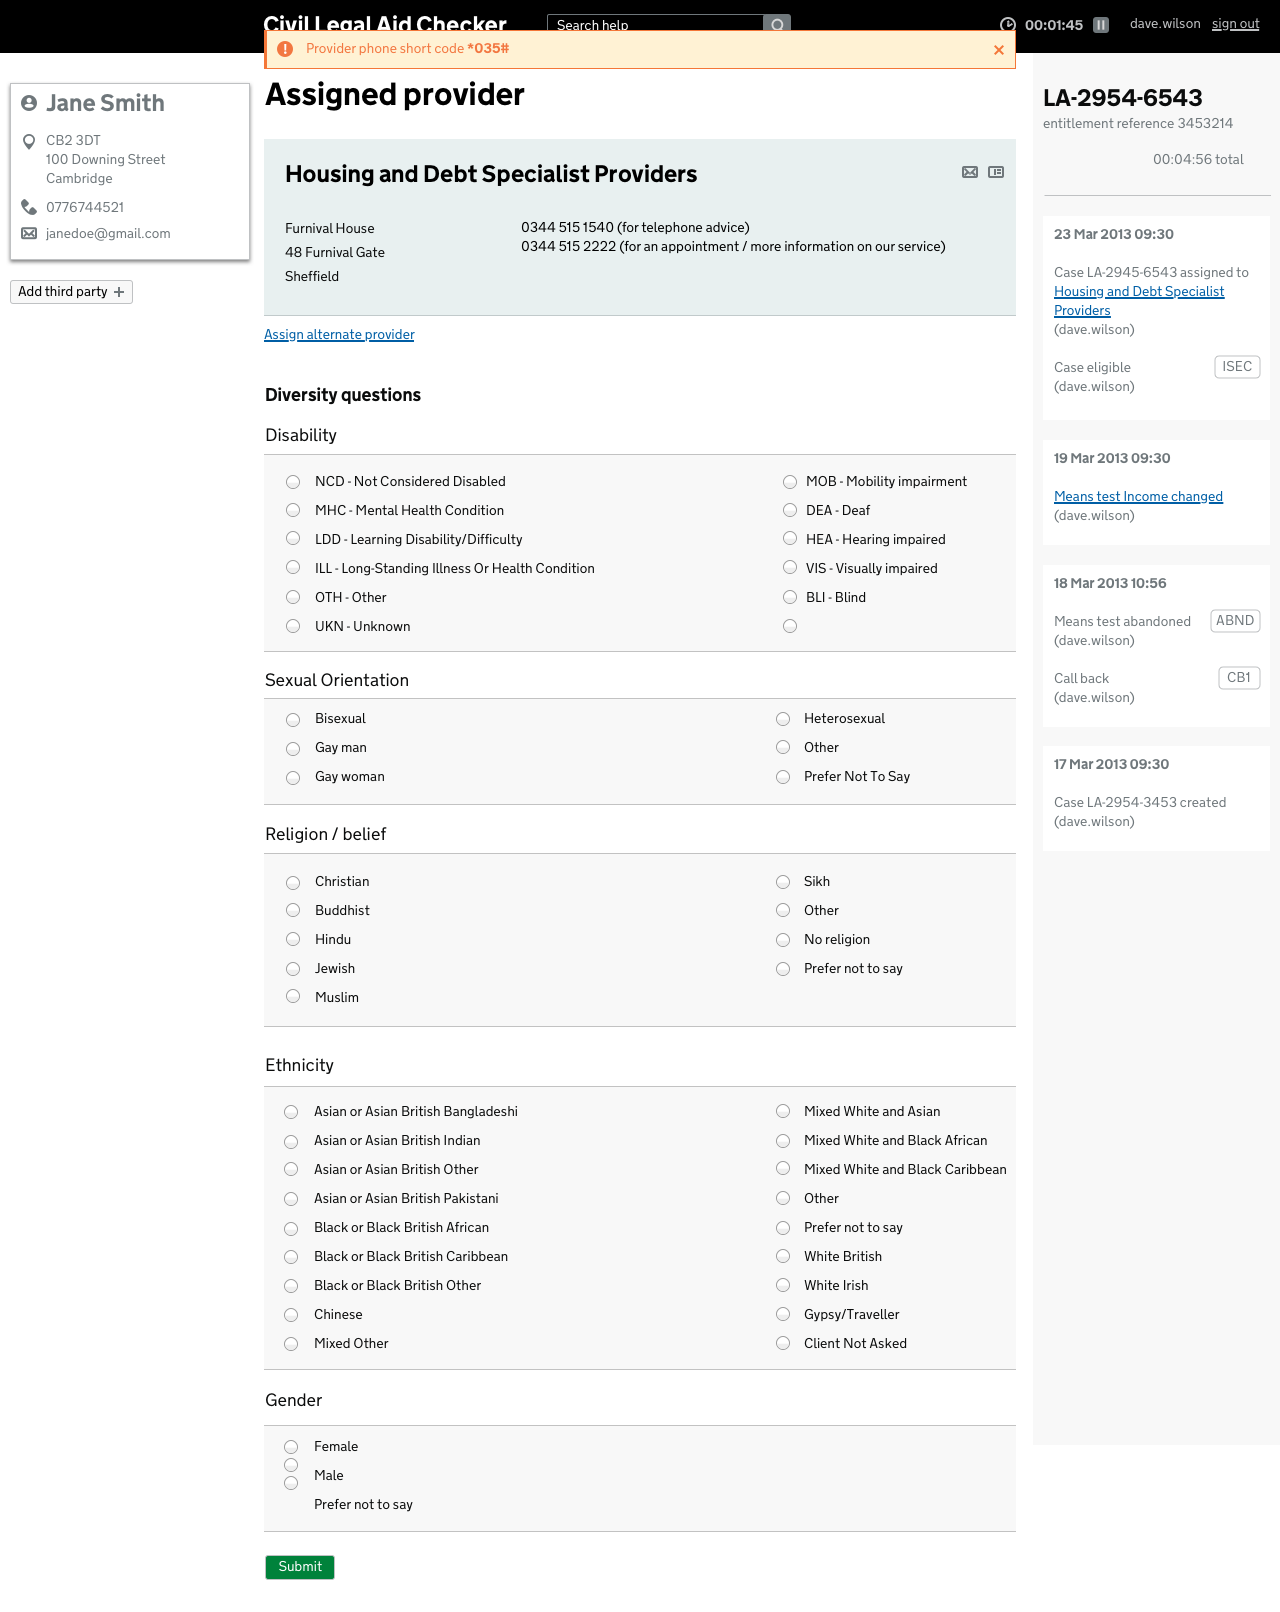 Civil Legal Aid Checker
Search help
00:01:45
dave.wilson sign out
Provider phone short code *035#
Jane Smith
CB2 3DT
100 Downing Street
Cambridge
0776744521
janedoe@gmail.com
Add third party
Assigned provider
Housing and Debt Specialist Providers
Furnival House
48 Furnival Gate
Sheffield
0344 515 1540 (for telephone advice)
0344 515 2222 (for an appointment / more information on our service)
Assign alternate provider
Diversity questions
Disability
NCD - Not Considered Disabled
MHC - Mental Health Condition
LDD - Learning Disability/Difficulty
ILL - Long-Standing Illness Or Health Condition
OTH - Other
UKN - Unknown
MOB - Mobility impairment
DEA - Deaf
HEA - Hearing impaired
VIS - Visually impaired
BLI - Blind
Sexual Orientation
Bisexual
Gay man
Gay woman
Heterosexual
Other
Prefer Not To Say
Religion / belief
Christian
Buddhist
Hindu
Jewish
Muslim
Sikh
Other
No religion
Prefer not to say
Ethnicity
Asian or Asian British Bangladeshi
Asian or Asian British Indian
Asian or Asian British Other
Asian or Asian British Pakistani
Black or Black British African
Black or Black British Caribbean
Black or Black British Other
Chinese
Mixed Other
Mixed White and Asian
Mixed White and Black African
Mixed White and Black Caribbean
Other
Prefer not to say
White British
White Irish
Gypsy/Traveller
Client Not Asked
Gender
Female
Male
Prefer not to say
Submit
LA-2954-6543
entitlement reference 3453214
00:04:56 total
23 Mar 2013 09:30
Case LA-2945-6543 assigned to
Housing and Debt Specialist
Providers
(dave.wilson)
Case eligible ISEC
(dave.wilson)
19 Mar 2013 09:30
Means test Income changed
(dave.wilson)
18 Mar 2013 10:56
Means test abandoned ABND
(dave.wilson)
Call back CB1
(dave.wilson)
17 Mar 2013 09:30
Case LA-2954-3453 created
(dave.wilson)